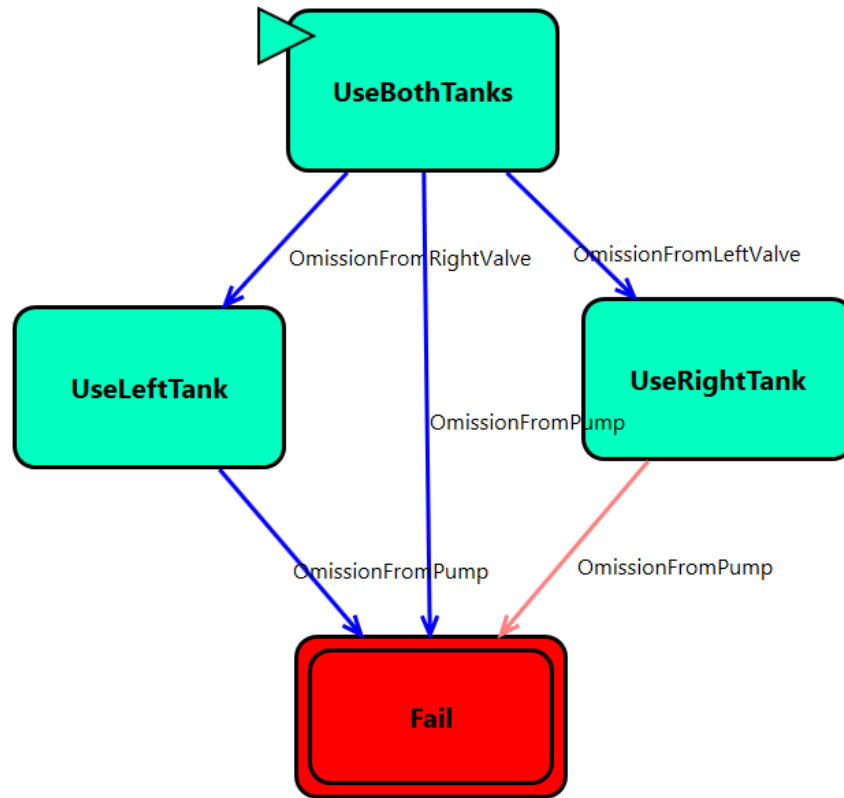 UseBothTanks
OmissionFromRightValve
OmissionFromLeftValve
UseLeftTank
UseRightTank
OmissionFromPump
OmissionFromPump
OmissionFromPump
Fail